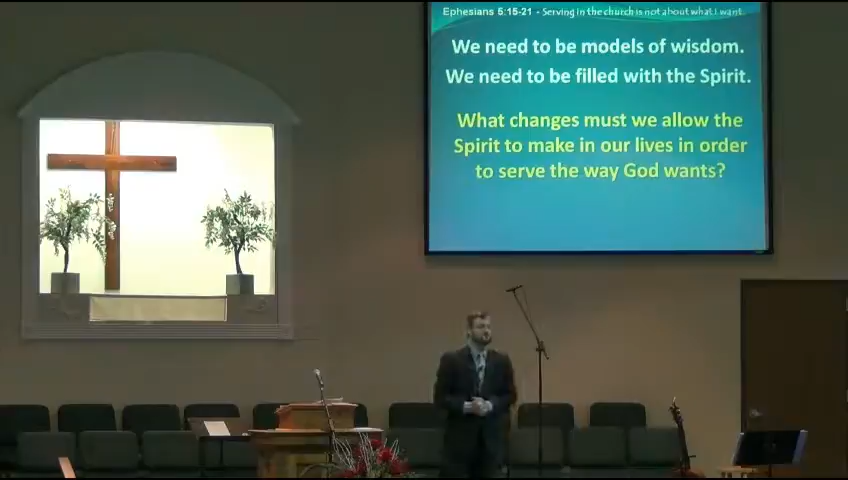 Ephesians 5:15-21 - Serving in the church is not about what I want.
We need to be models of wisdom.
We need to be filled with the Spirit.
What changes must we allow the
Spirit to make in our lives in order
to serve the way God wants?